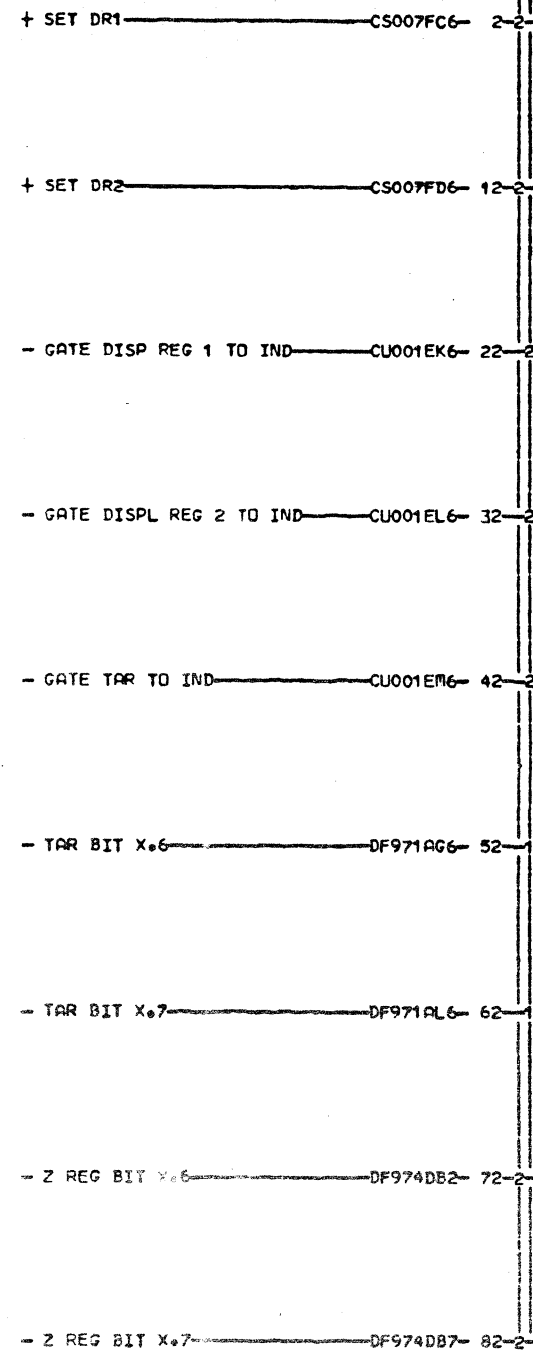 + SET DR1 CS007FC6- 2-2-
+ SET DR2 CS007FD6- 12-2-
- GATE DISP REG 1 TO IND CU001EK6- 22-2
- GATE DISPL REG 2 TO IND CU001EL6- 32-2
- GATE TAR TO IND CU001EM6- 42-2
- TAR BIT X.6 DF971AG6- 52-1
- TAR BIT X.7 DF971AL6- 62-1
- Z REG BIT X.6 DF974DB2- 72-2-
- Z REG BIT X.7 DF974DB7- 82-2-